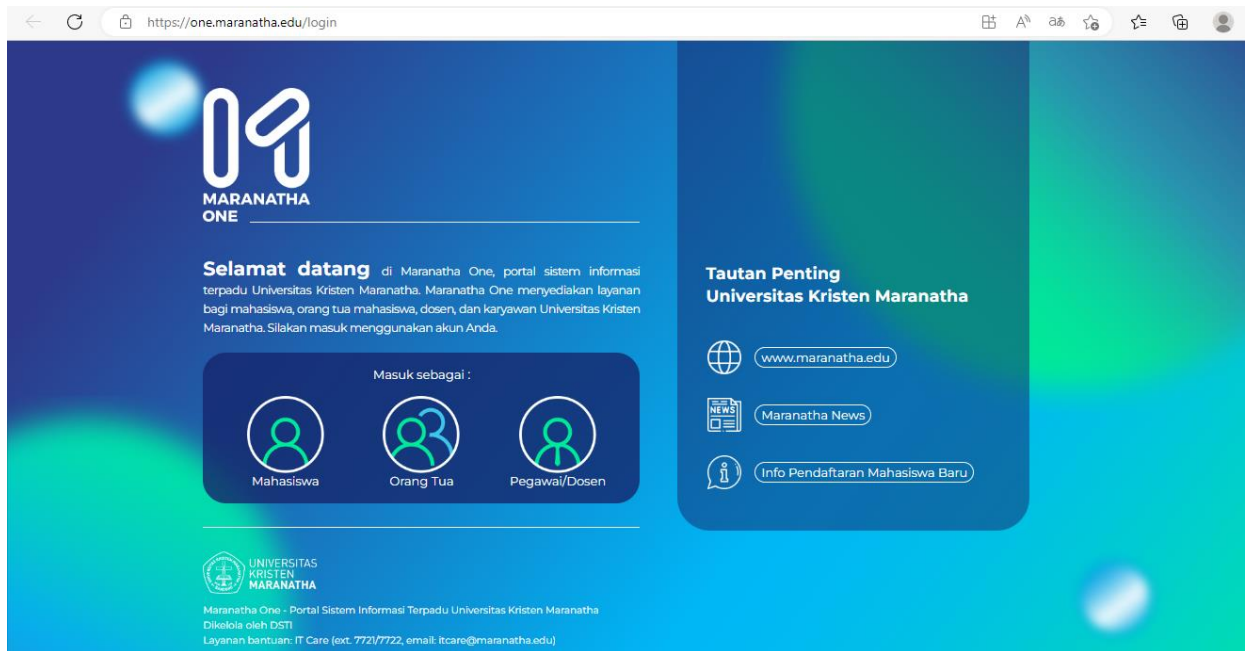 https://one.maranatha.edu/login
MARANATHA
ONE
Selamat datang di Maranatha One, portal sistem informasi
terpadu Universitas Kristen Maranatha. Maranatha One menyediakan layanan
bagi mahasiswa, orang tua mahasiswa, dosen, dan karyawan Universitas Kristen
Maranatha. Silakan masuk menggunakan akun Anda.
Masuk sebagai :
Mahasiswa
Orang Tua
Pegawai/Dosen
UNIVERSITAS
KRISTEN
MARANATHA
Maranatha One - Portal Sistem Informasi Terpadu Universitas Kristen Maranatha
Dikelola oleh DSTI
Layanan bantuan: IT Care (ext. 7721/7722, email: itcare@maranatha.edu)
Tautan Penting
Universitas Kristen Maranatha
www.maranatha.edu
NEWS
Maranatha News
Info Pendaftaran Mahasiswa Baru